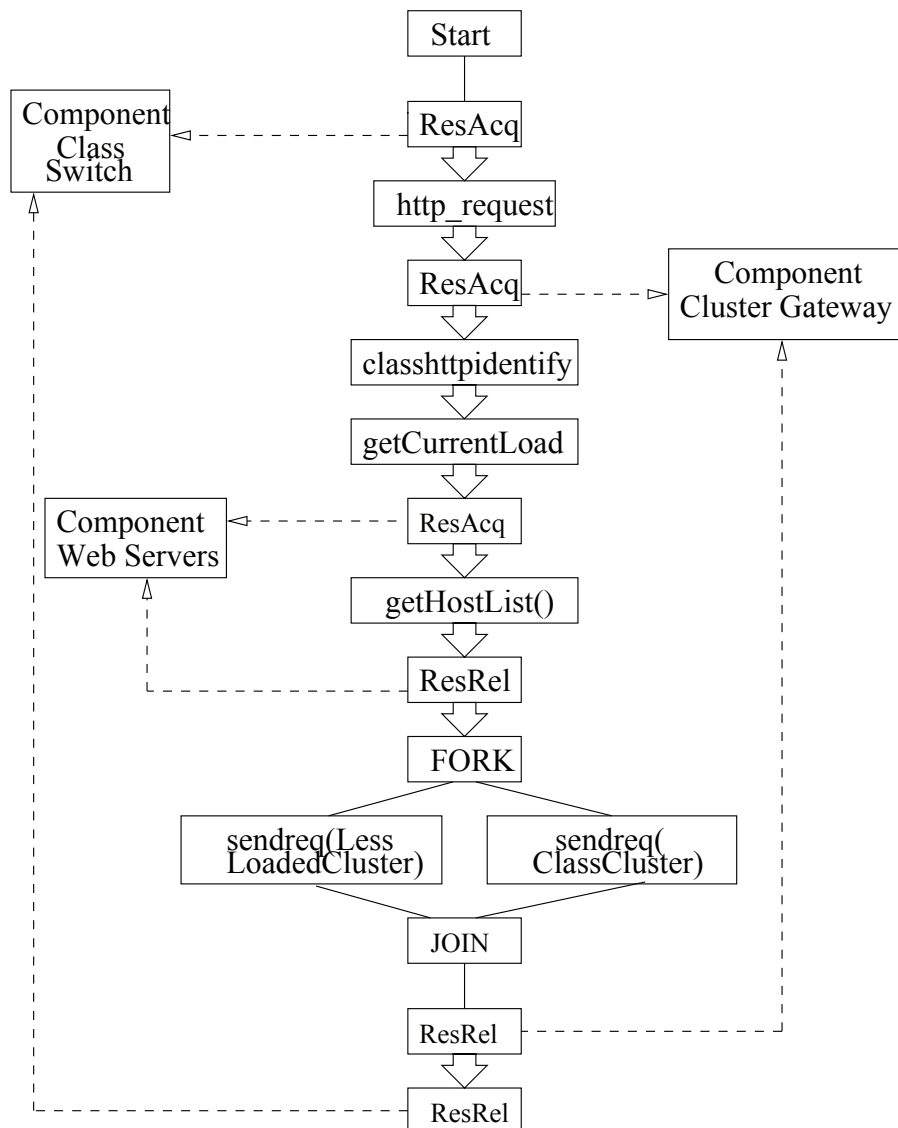 Start
Component
Class
Switch
ResAcq
http_request
ResAcq
Component
Cluster Gateway
classhttpidentify
getCurrentLoad
Component
Web Servers
ResAcq
getHostList()
ResRel
FORK
sendreq(Less
LoadedCluster)
sendreq(
ClassCluster)
JOIN
ResRel
ResRel